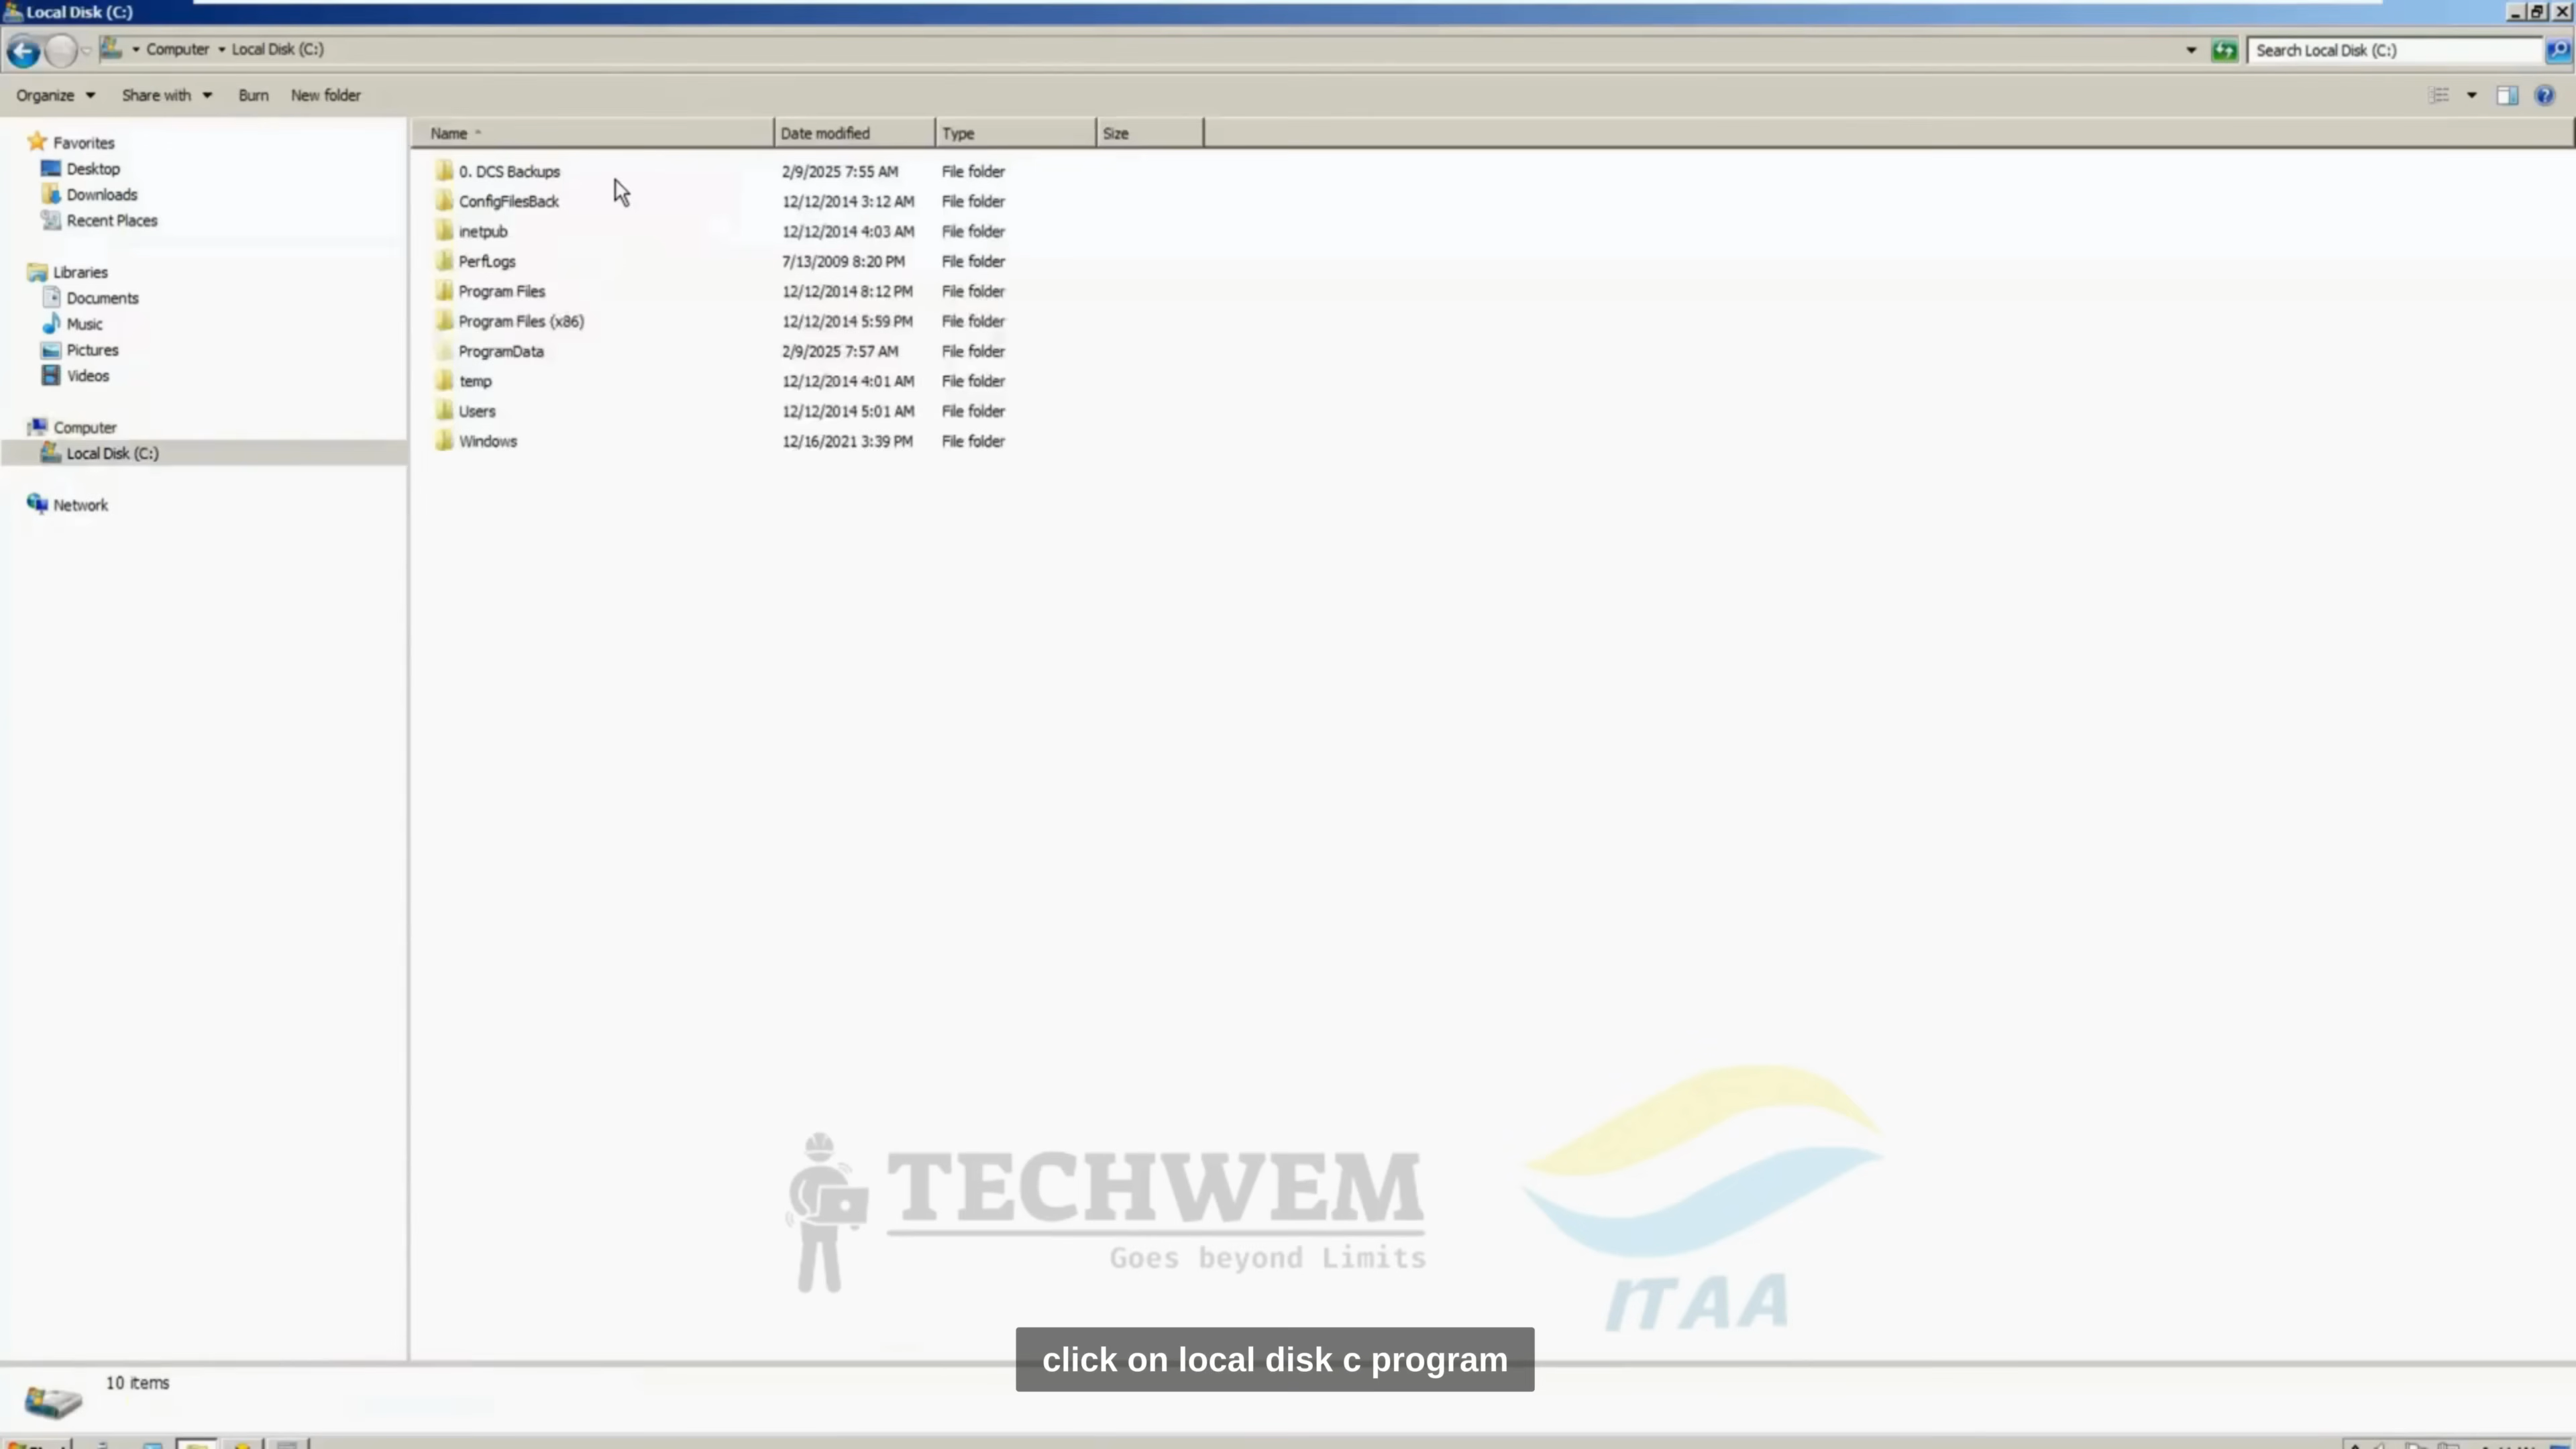 Local Disk (C:)
Computer Local Disk (C:)
Search Local Disk (C:)
Organize Share with Burn New folder
Name Date modified Type Size
Favorites
Desktop
Downloads
Recent Places
Libraries
Documents
Music
Pictures
Videos
Computer
Local Disk (C:)
Network
0. DCS Backups 2/9/2025 7:55 AM File folder
ConfigFilesBack 12/12/2014 3:12 AM File folder
inetpub 12/12/2014 4:03 AM File folder
PerfLogs 7/13/2009 8:20 PM File folder
Program Files 12/12/2014 8:12 PM File folder
Program Files (x86) 12/12/2014 5:59 PM File folder
ProgramData 2/9/2025 7:57 AM File folder
temp 12/12/2014 4:01 AM File folder
Users 12/12/2014 5:01 AM File folder
Windows 12/16/2021 3:39 PM File folder
TECHWEM
Goes beyond Limits
ITAA
click on local disk c program
10 items